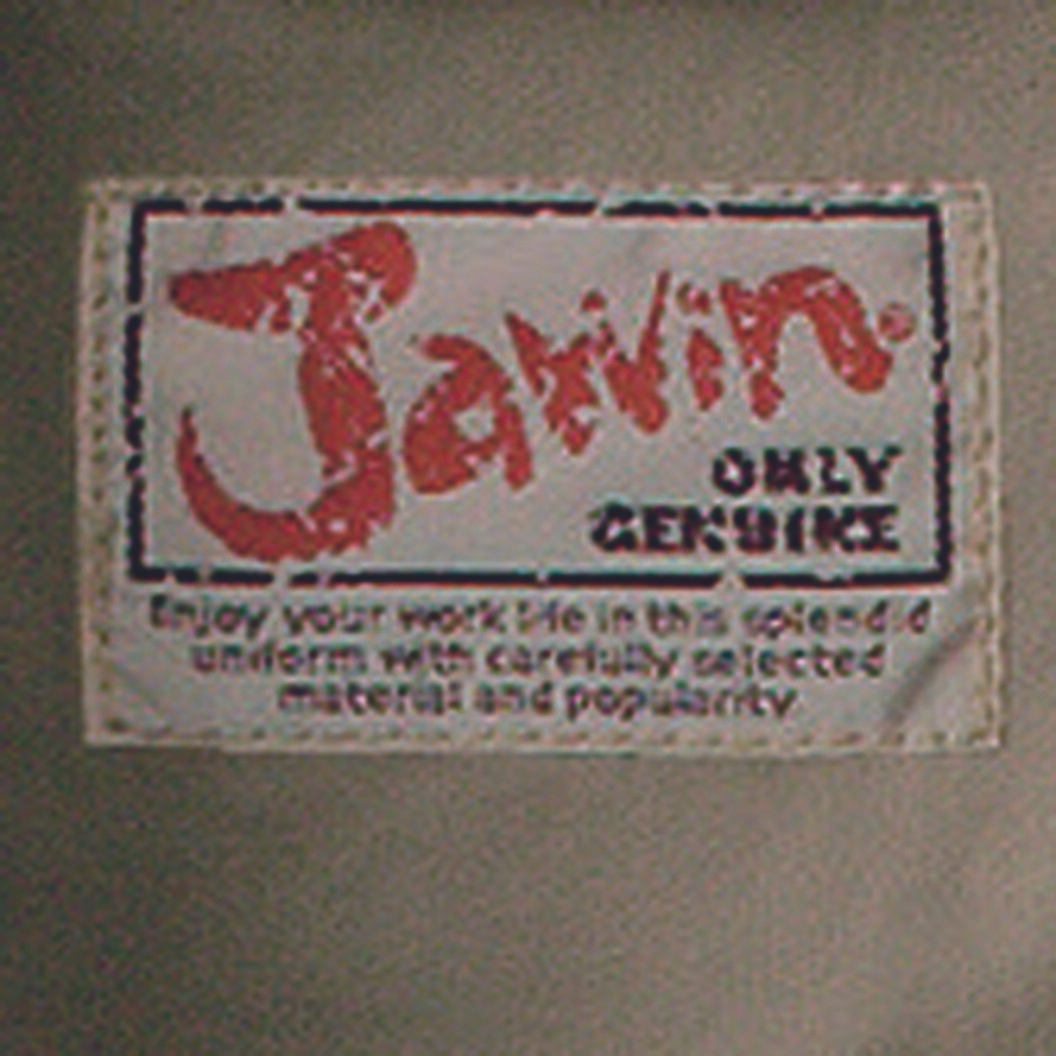 Jawin
ONLY
GENUINE
Enjoy your work life in this splendid
uniform with carefully selected
material and popularity